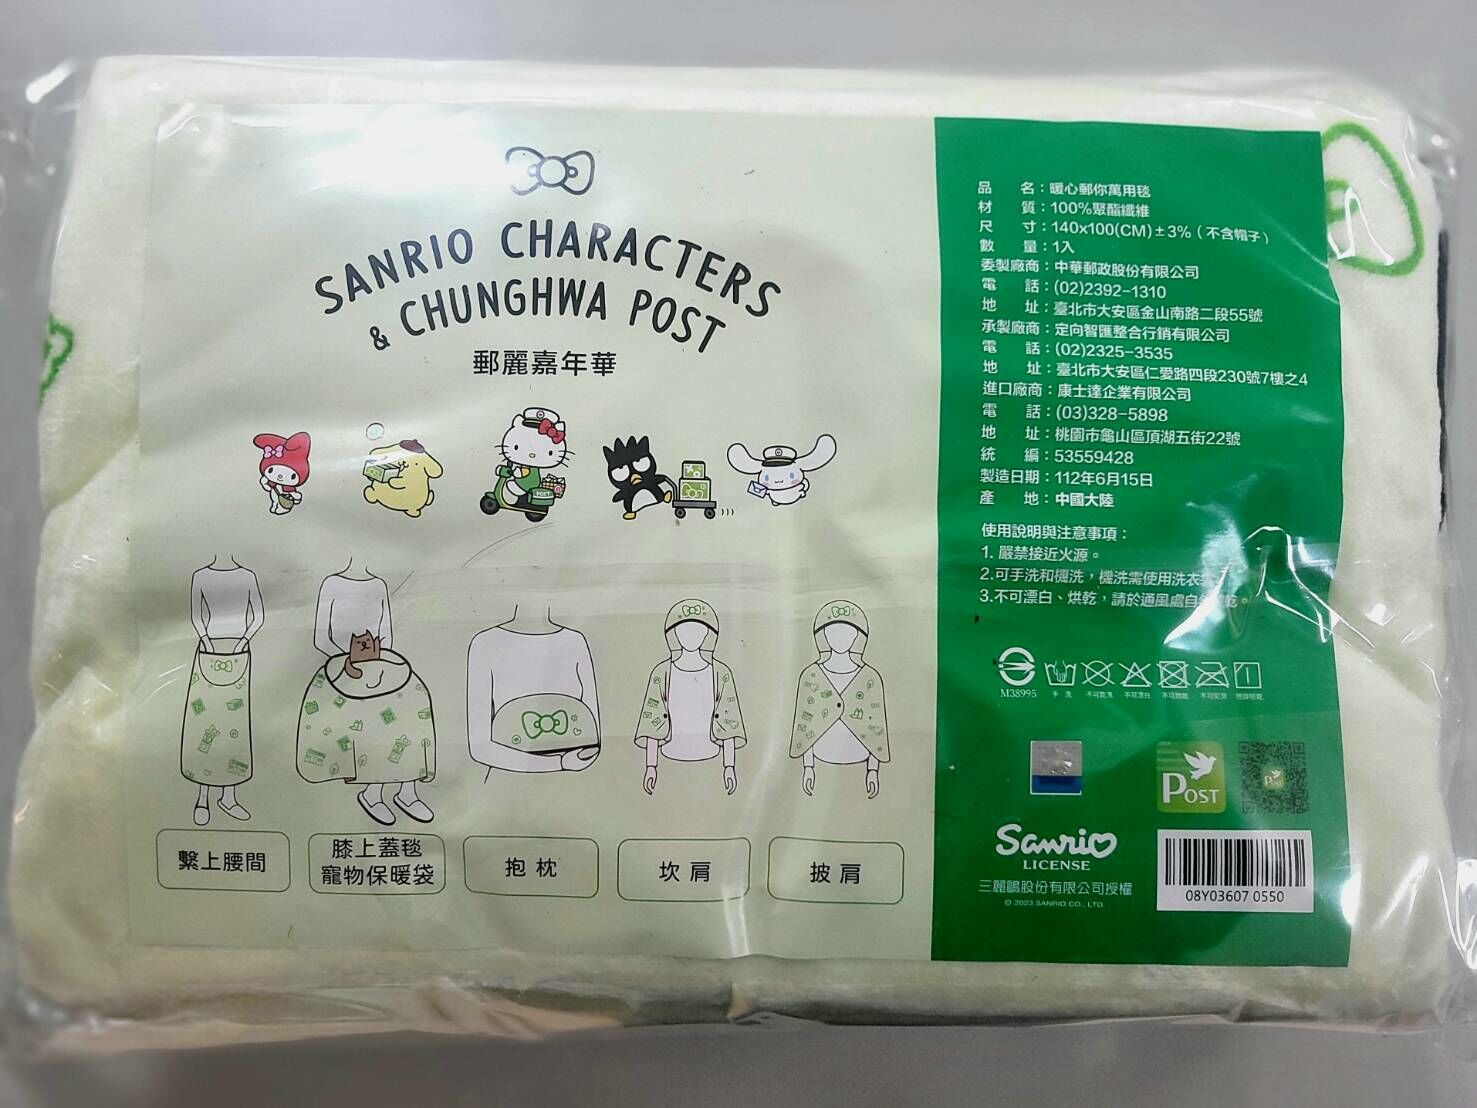 SANRIO CHARACTERS
& CHUNGHWA POST
郵麗嘉年華
POST
繫上腰間
膝上蓋毯
寵物保暖袋
抱枕
坎肩
披肩
品　名：暖心郵你萬用毯
材　質：100%聚酯纖維
尺　寸：140x100(CM)±3%（不含帽子）
數　量：1入
委製廠商：中華郵政股份有限公司
電　話：(02)2392-1310
地　址：臺北市大安區金山南路二段55號
承製廠商：定向智匯整合行銷有限公司
電　話：(02)2325-3535
地　址：臺北市大安區仁愛路四段230號7樓之4
進口廠商：康士達企業有限公司
電　話：(03)328-5898
地　址：桃園市龜山區頂湖五街22號
統　編：53559428
製造日期：112年6月15日
產　地：中國大陸
使用說明與注意事項：
1. 嚴禁接近火源。
2.可手洗和機洗，機洗需使用洗衣
3.不可漂白、烘乾，請於通風處自
M38995
手洗
不可乾洗
不可漂白
POST
Post
Sanrio
LICENSE
三麗鷗股份有限公司授權
© 2023 SANRIO CO., LTD.
08Y03607 0550